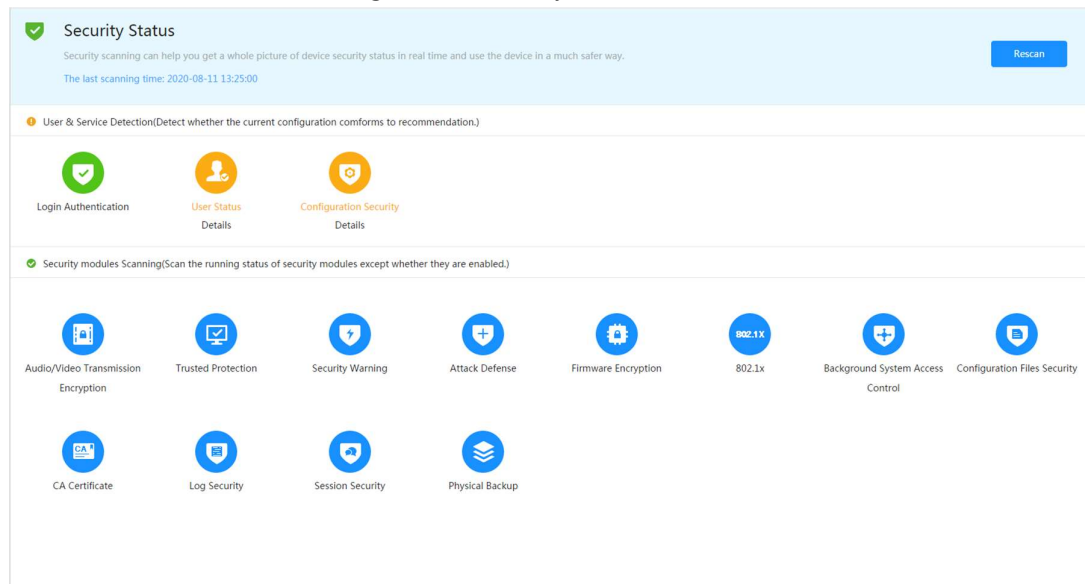 Security Status
Security scanning can help you get a whole picture of device security status in real time and use the device in a much safer way.
The last scanning time: 2020-08-11 13:25:00
Rescan
User & Service Detection(Detect whether the current configuration comforms to recommendation.)
Login Authentication
User Status
Configuration Security
Details
Details
Security modules Scanning(Scan the running status of security modules except whether they are enabled.)
802.1X
Audio/Video Transmission
Encryption
Trusted Protection
Security Warning
Attack Defense
Firmware Encryption
802.1x
Background System Access
Control
Configuration Files Security
CA
CA Certificate
Log Security
Session Security
Physical Backup